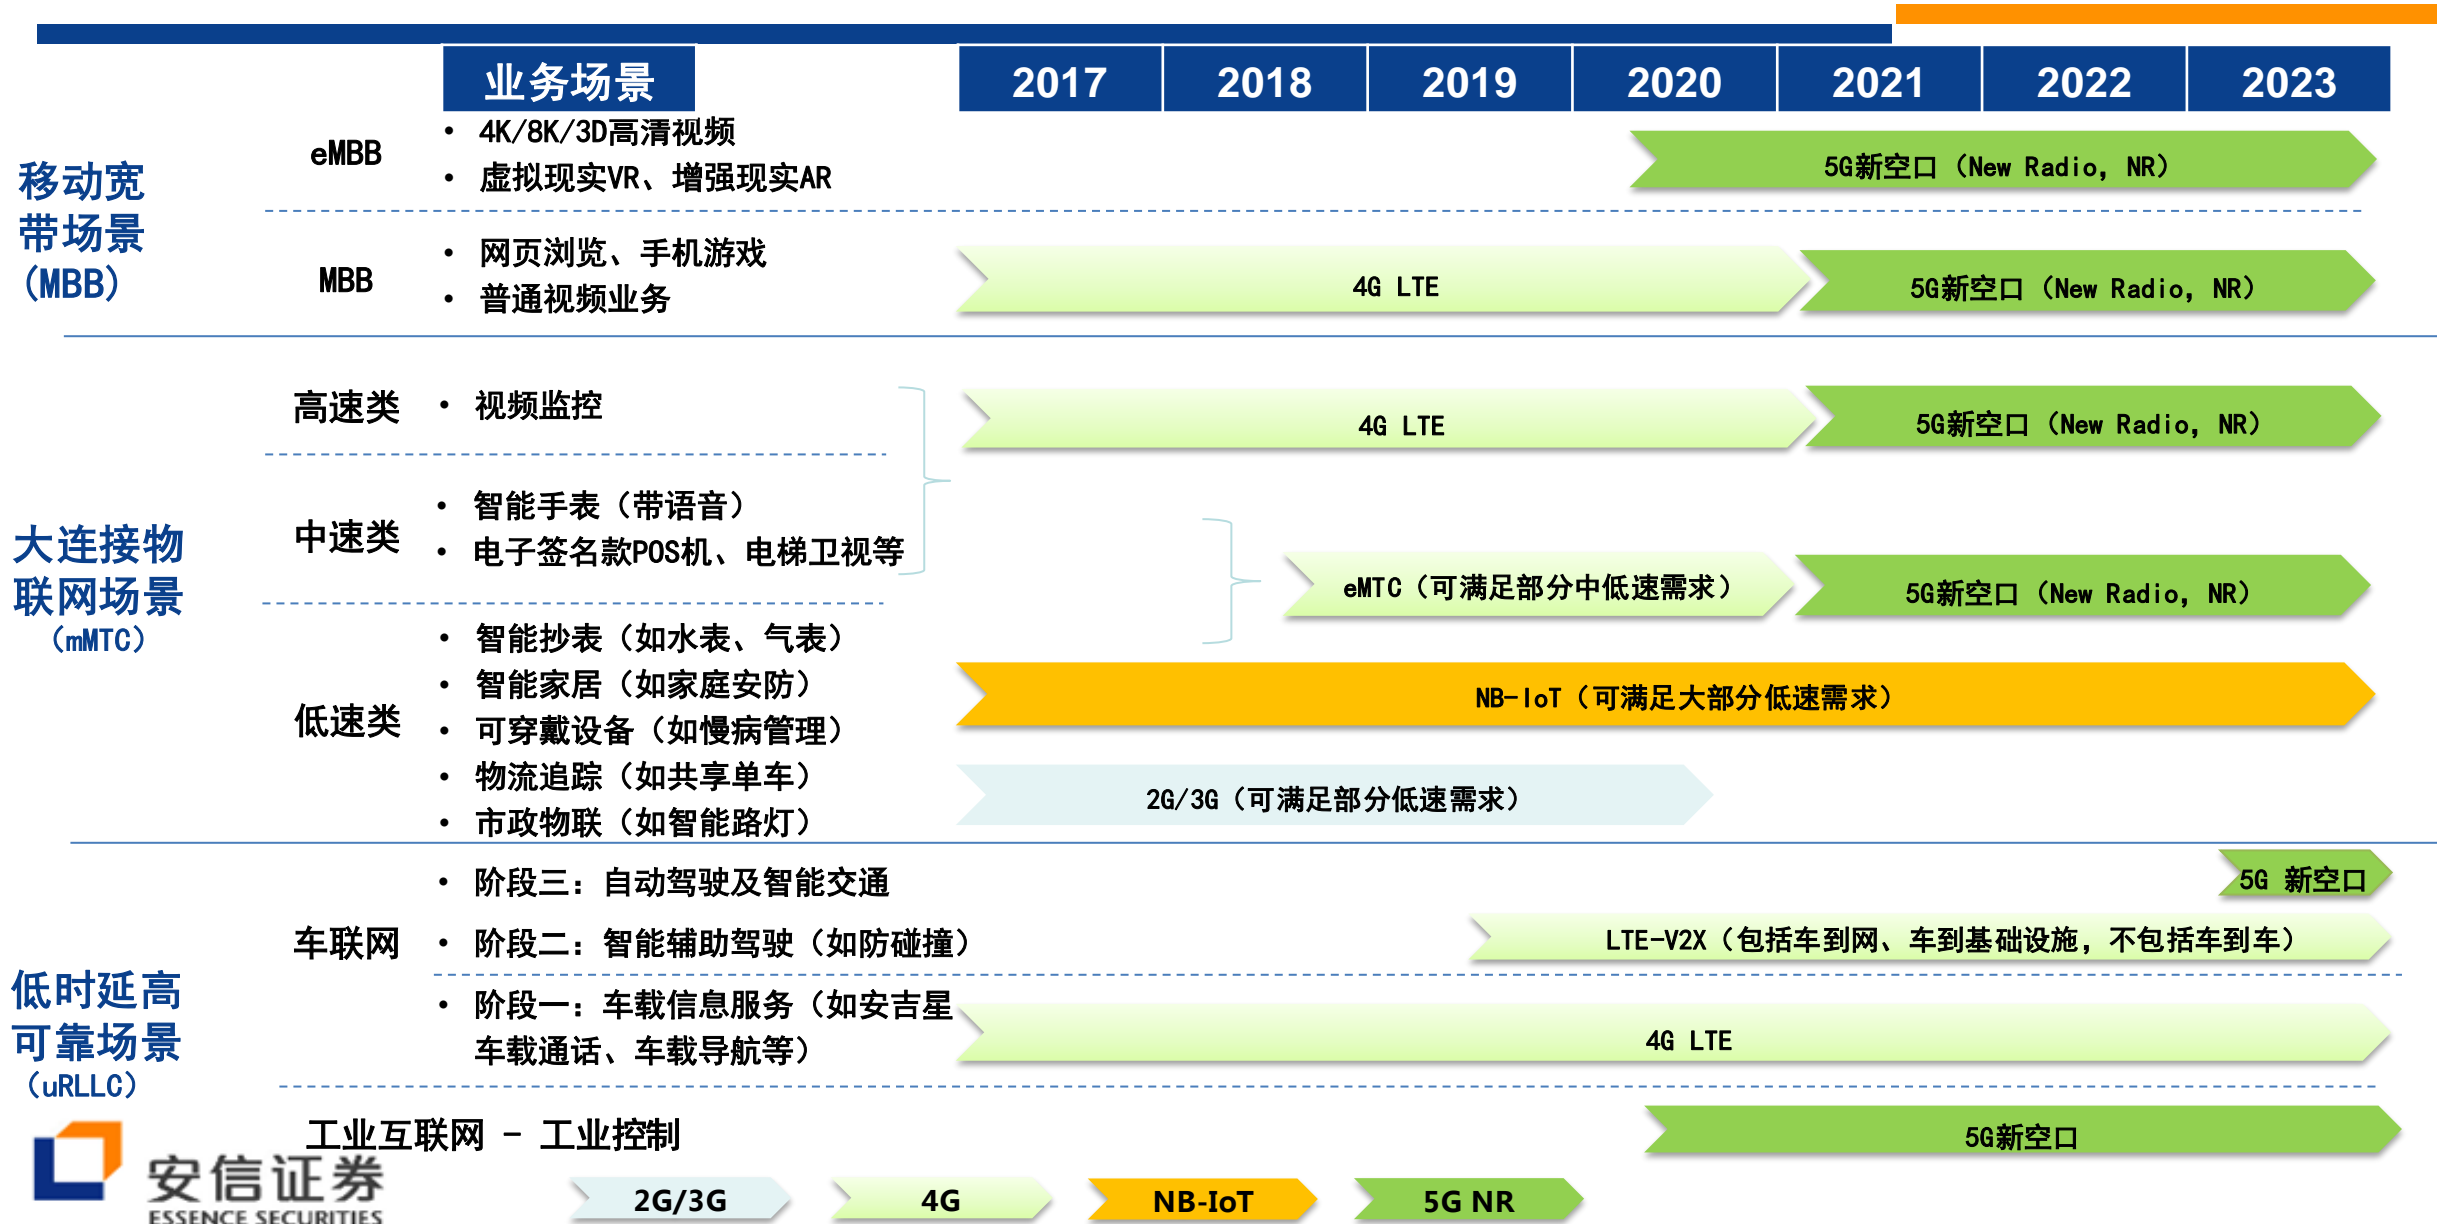 业务场景 2017 2018 2019 2020 2021 2022 2023
移动宽
带场景
(MBB)
eMBB
• 4K/8K/3D高清视频
• 虚拟现实VR、增强现实AR
5G新空口（New Radio, NR）
MBB
• 网页浏览、手机游戏
• 普通视频业务
4G LTE
5G新空口（New Radio, NR）
大连接物
联网场景
（mMTC）
高速类
• 视频监控
4G LTE
5G新空口（New Radio, NR）
中速类
• 智能手表（带语音）
• 电子签名款POS机、电梯卫视等
eMTC（可满足部分中低速需求）
5G新空口（New Radio, NR）
低速类
• 智能抄表（如水表、气表）
• 智能家居（如家庭安防）
• 可穿戴设备（如慢病管理）
• 物流追踪（如共享单车）
• 市政物联（如智能路灯）
NB-IoT（可满足大部分低速需求）
2G/3G（可满足部分低速需求）
低时延高
可靠场景
（uRLLC）
车联网
• 阶段三：自动驾驶及智能交通
5G 新空口
• 阶段二：智能辅助驾驶（如防碰撞）
LTE-V2X（包括车到网、车到基础设施，不包括车到车）
• 阶段一：车载信息服务（如安吉星
车载通话、车载导航等）
4G LTE
工业互联网 - 工业控制
5G新空口
安信证券
ESSENCE SECURITIES
2G/3G 4G NB-IoT 5G NR